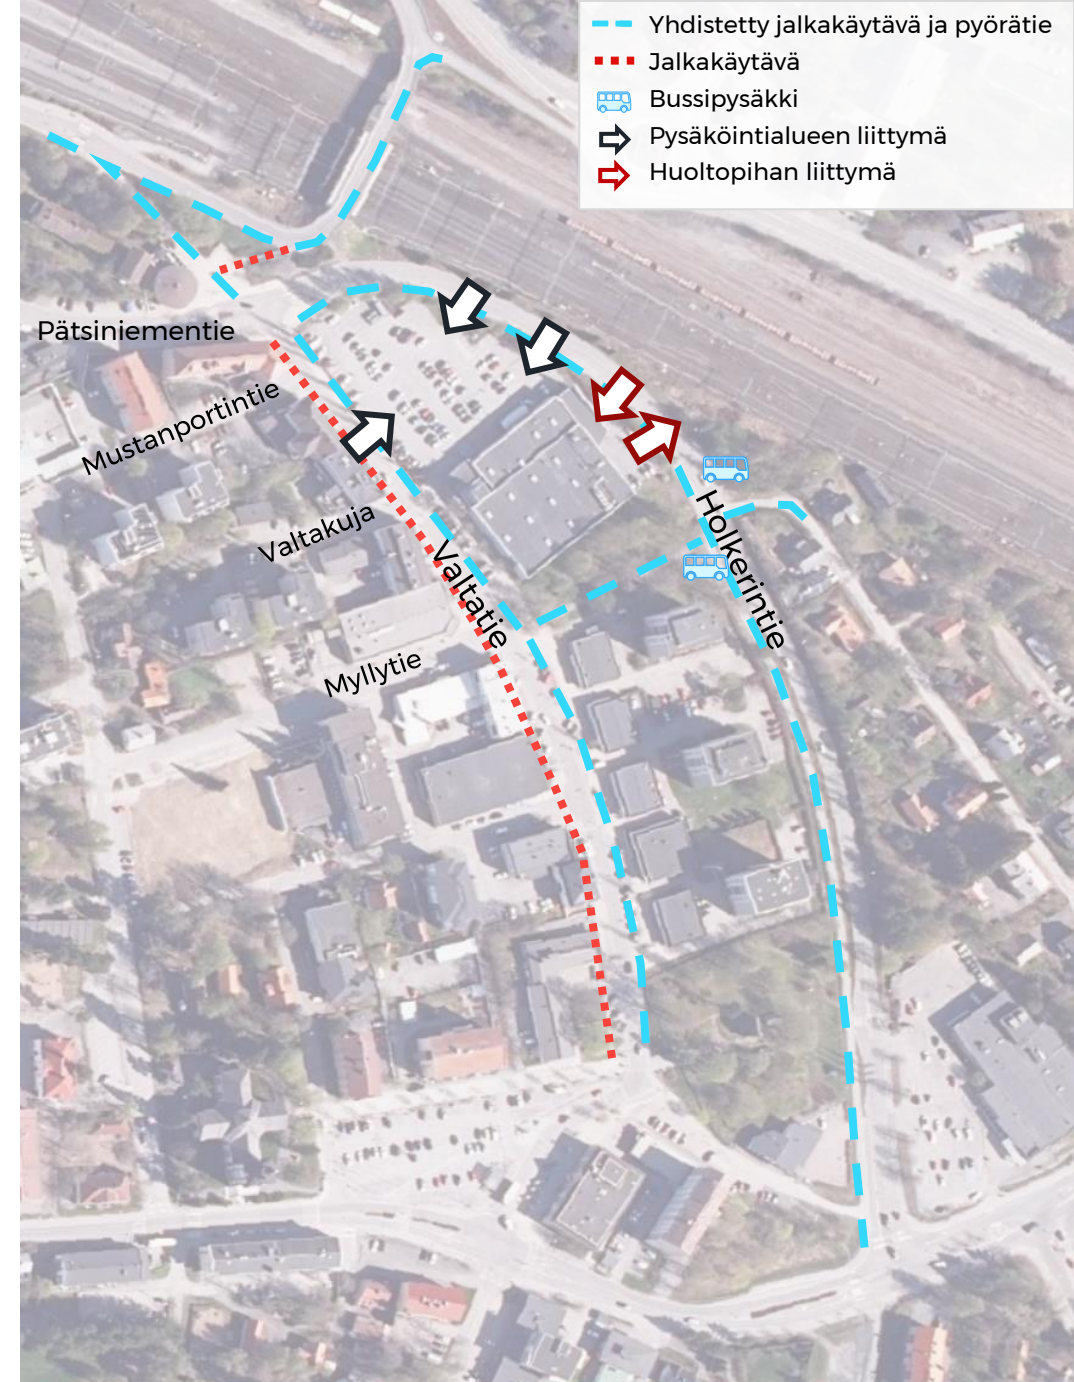 Yhdistetty jalkakäytävä ja pyörätie
Jalkakäytävä
Bussipysäkki
Pysäköintialueen liittymä
Huoltopihan liittymä
Pätsiniementie
Mustanportintie
Valtakuja
Valtatie
Holkerintie
Myllytie